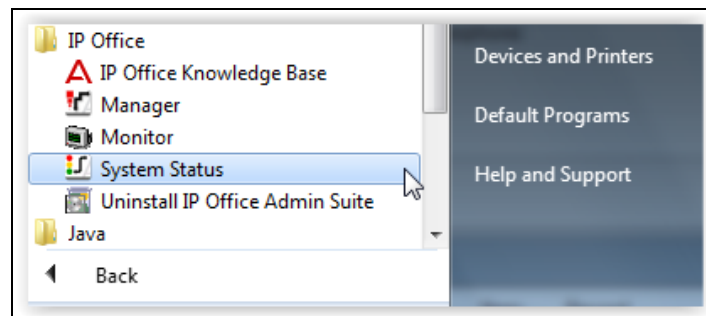 IP Office
IP Office Knowledge Base
Manager
Monitor
System Status
Uninstall IP Office Admin Suite
Java
Back
Devices and Printers
Default Programs
Help and Support